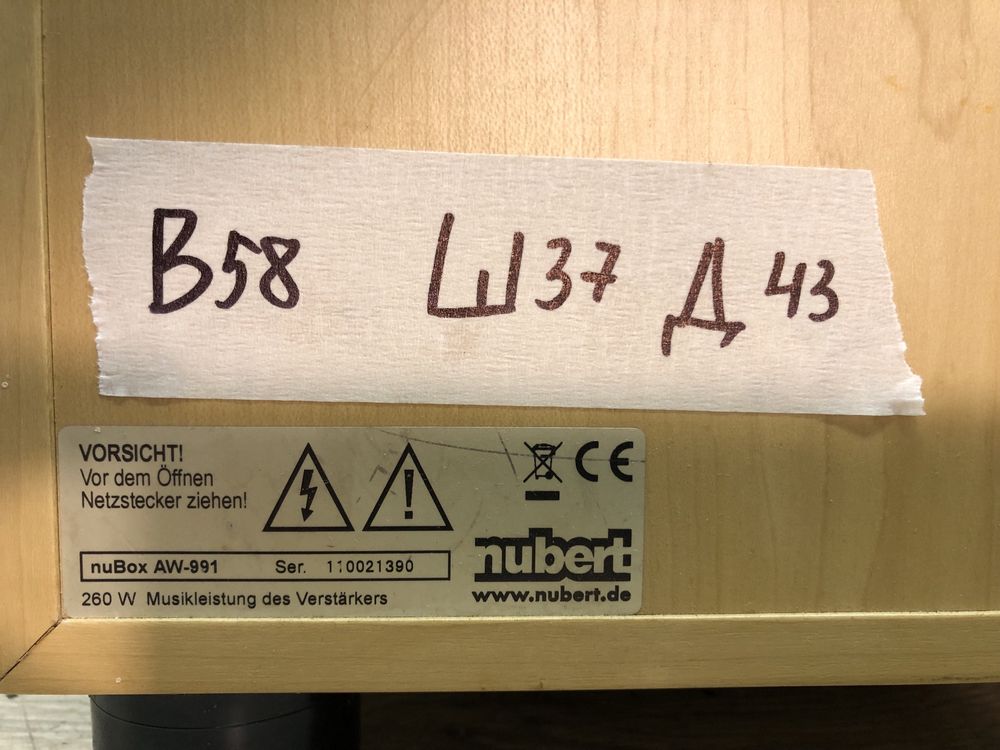 В58 Ш37 Д 43
VORSICHT!
Vor dem Öffnen
Netzstecker ziehen!
CE
nubert
nuBox AW-991 Ser. 110021390
www.nubert.de
260 W Musikleistung des Verstärkers